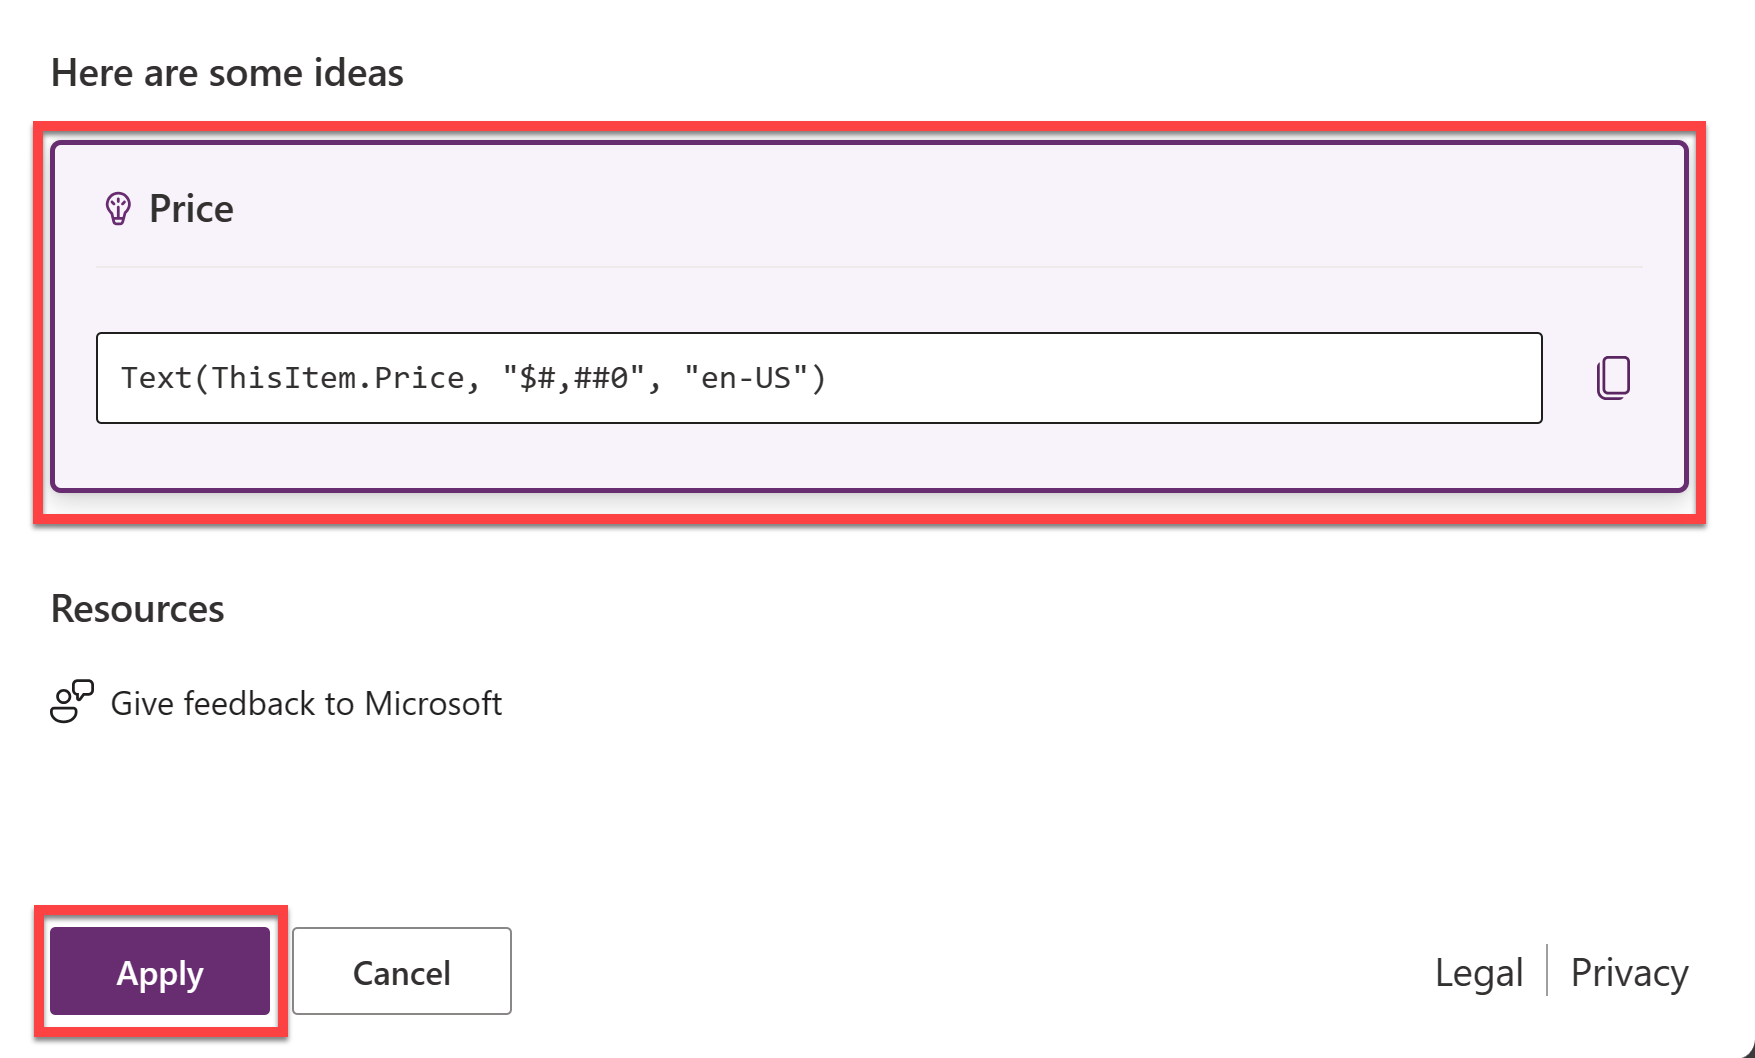 Here are some ideas
Price
Text(ThisItem.Price, "$#,##0", "en-US")
Resources
Give feedback to Microsoft
Apply
Cancel
Legal
Privacy